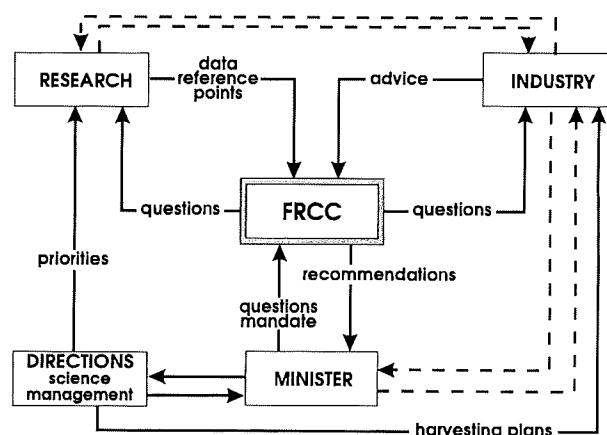 RESEARCH
data
reference
points
advice
INDUSTRY
questions
FRCC
questions
priorities
questions
mandate
recommendations
DIRECTIONS
science
management
MINISTER
harvesting plans